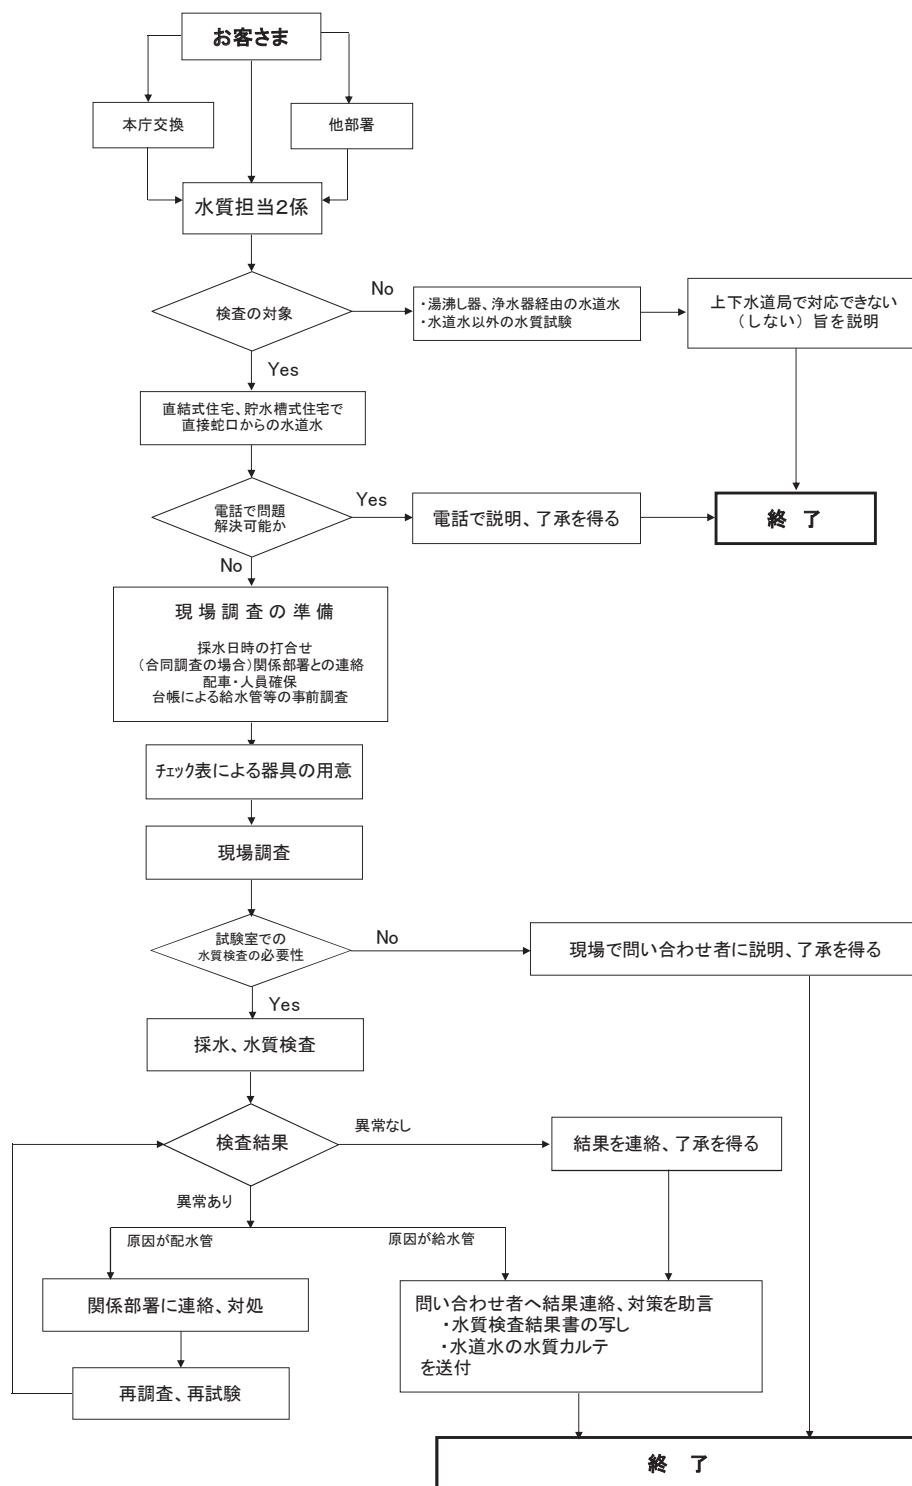 お客さま
本庁交換
他部署
水質担当2係
検査の対象
No
・湯沸し器、浄水器経由の水道水
・水道水以外の水質試験
上下水道局で対応できない
（しない）旨を説明
Yes
直結式住宅、貯水槽式住宅で
直接蛇口からの水道水
電話で問題
解決可能か
Yes
電話で説明、了承を得る
終 了
No
現 場 調 査 の 準 備
採水日時の打合せ
（合同調査の場合）関係部署との連絡
配車・人員確保
台帳による給水管等の事前調査
ﾁｪｯｸ表による器具の用意
現場調査
試験室での
水質検査の必要性
No
現場で問い合わせ者に説明、了承を得る
Yes
採水、水質検査
検査結果
異常なし
結果を連絡、了承を得る
異常あり
原因が配水管
原因が給水管
関係部署に連絡、対処
問い合わせ者へ結果連絡、対策を助言
・水質検査結果書の写し
・水道水の水質カルテ
を送付
再調査、再試験
終 了